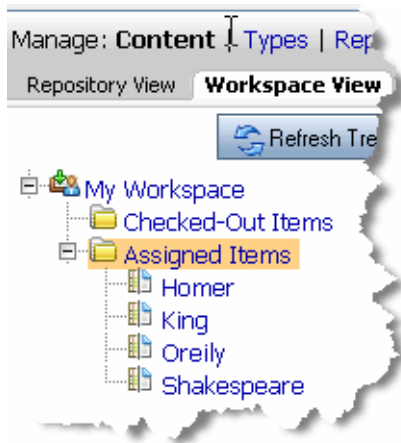 Manage: Content | Types | Rep
Repository View Workspace View
Refresh Tre
My Workspace
Checked-Out Items
Assigned Items
Homer
King
Oreily
Shakespeare